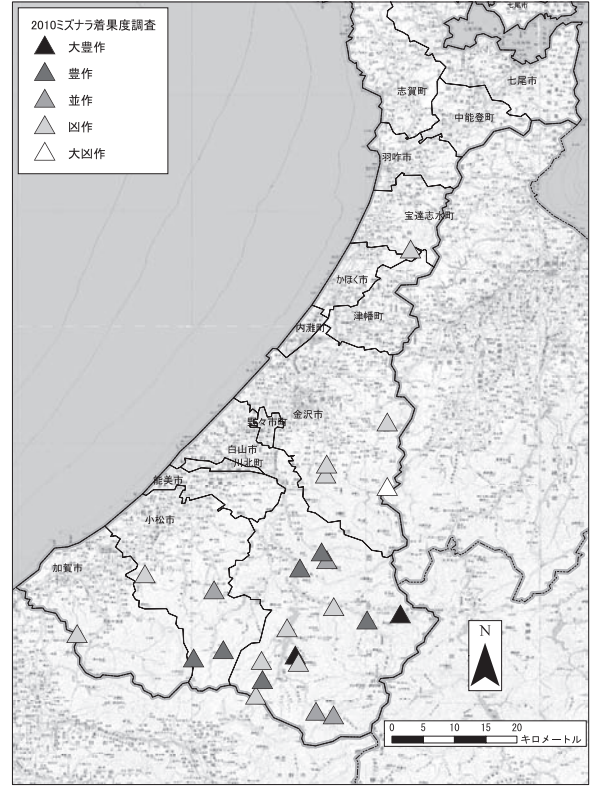 2010ミズナラ着果度調査
大豊作
豊作
並作
凶作
大凶作
七尾市
七尾市
志賀町
中能登町
羽咋市
宝達志水町
かほく市
津幡町
内灘町
金沢市
野々市町
白山市
川北町
能美市
小松市
加賀市
N
0 5 10 15 20
キロメートル